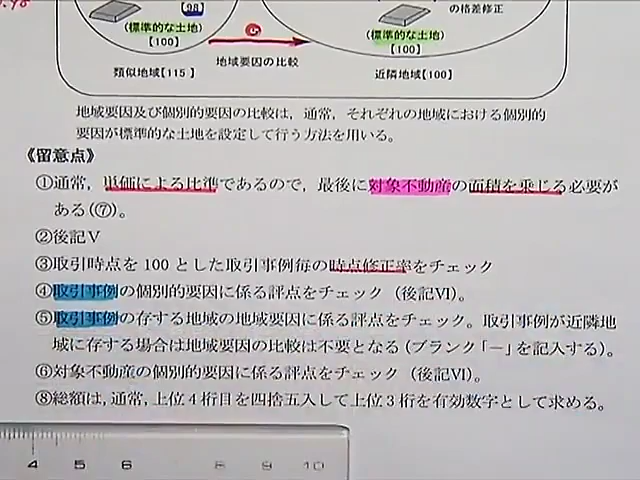 【98】
の格差修正
(標準的な土地)
(標準的な土地)
【100】
【100】
地域要因の比較
類似地域【115】
近隣地域【100】
地域要因及び個別的要因の比較は，通常，それぞれの地域における個別的
要因が標準的な土地を設定して行う方法を用いる。
《留意点》
①通常，単価による比準であるので，最後に対象不動産の面積を乗じる必要が
ある(⑦)。
②後記Ⅴ
③取引時点を100とした取引事例毎の時点修正率をチェック
④取引事例の個別的要因に係る評点をチェック（後記Ⅵ）。
⑤取引事例の存する地域の地域要因に係る評点をチェック。取引事例が近隣地
域に存する場合は地域要因の比較は不要となる（ブランク「－」を記入する）。
⑥対象不動産の個別的要因に係る評点をチェック（後記Ⅵ）。
⑧総額は，通常，上位4桁目を四捨五入して上位3桁を有効数字として求める。
4 5 6 8 9 10